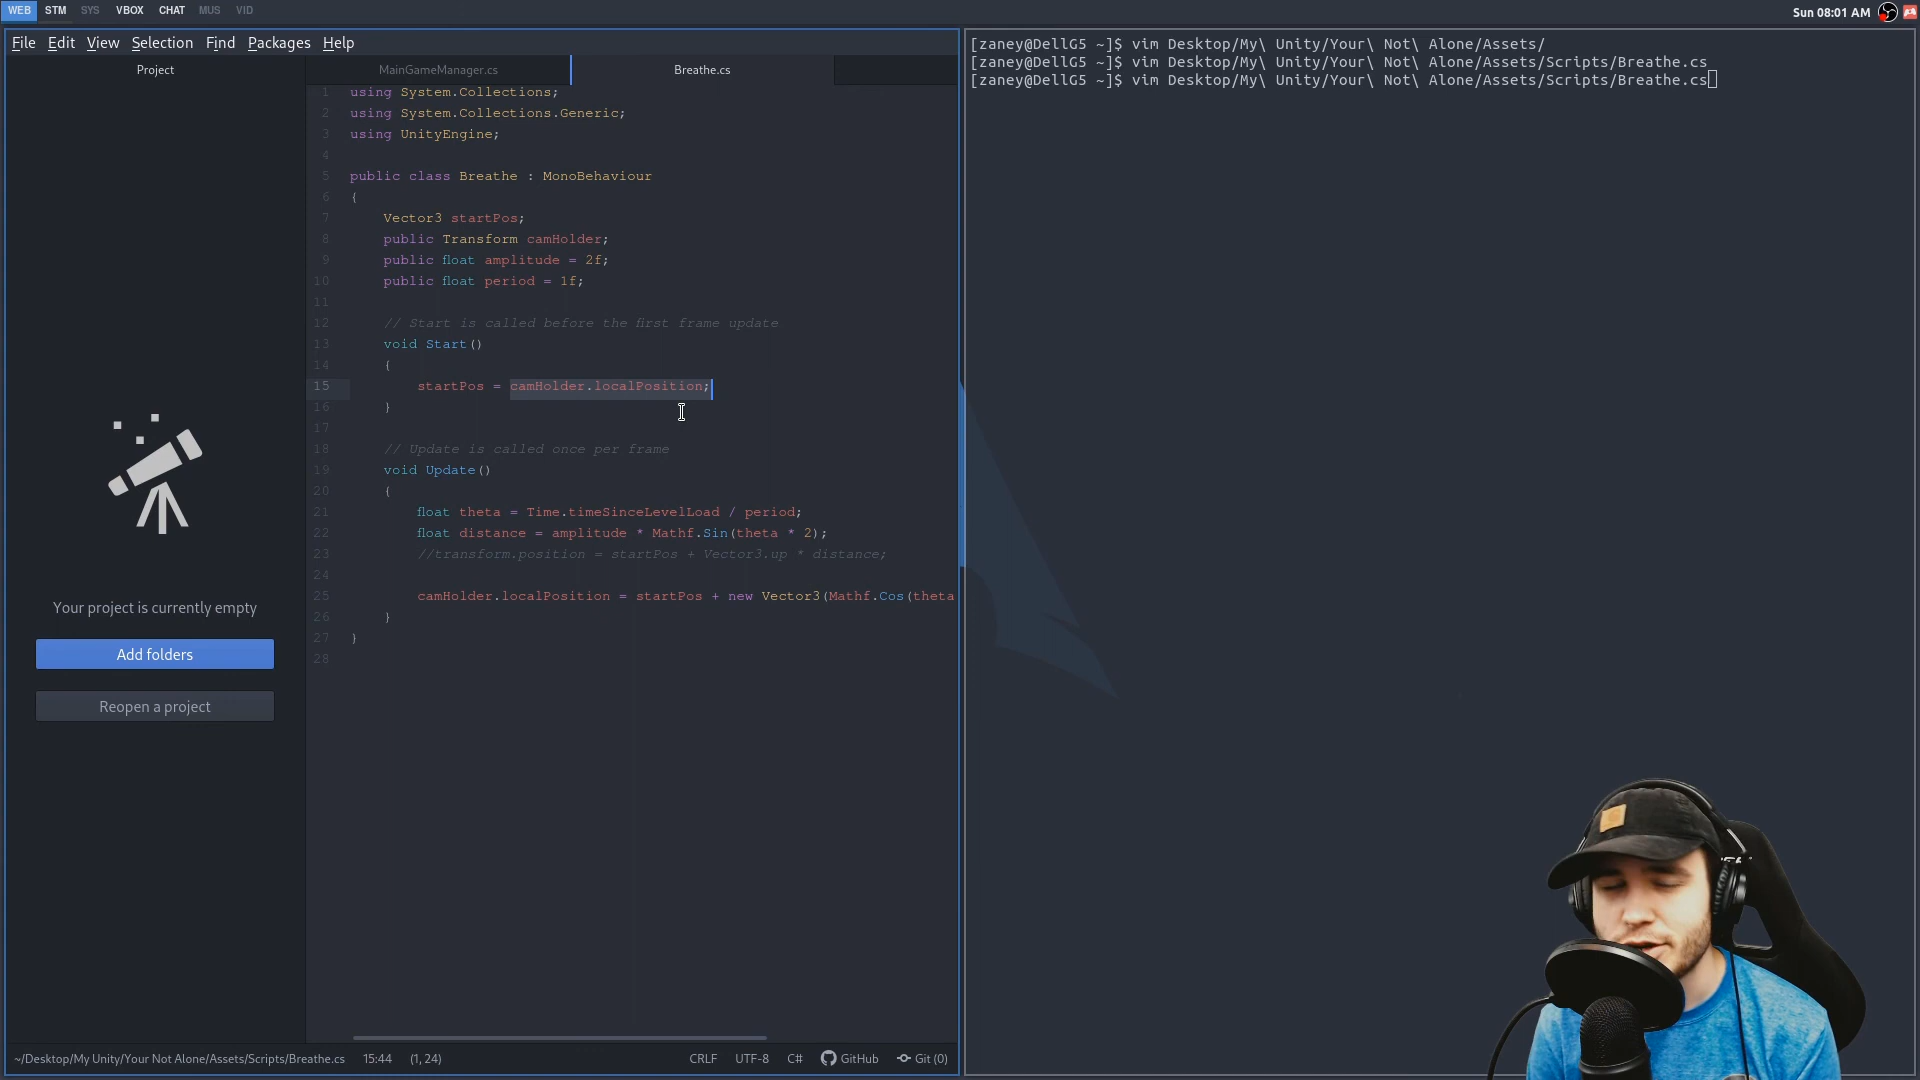 WEB STM SYS VBOX CHAT MUS VID
Sun 08:01 AM
File Edit View Selection Find Packages Help
Project
MainGameManager.cs
Breathe.cs
1 using System.Collections;
2 using System.Collections.Generic;
3 using UnityEngine;
4
5 public class Breathe : MonoBehaviour
6 {
7 Vector3 startPos;
8 public Transform camHolder;
9 public float amplitude = 2f;
10 public float period = 1f;
11
12 // Start is called before the first frame update
13 void Start()
14 {
15 startPos = camHolder.localPosition;
16 }
17
18 // Update is called once per frame
19 void Update()
20 {
21 float theta = Time.timeSinceLevelLoad / period;
22 float distance = amplitude * Mathf.Sin(theta * 2);
23 //transform.position = startPos + Vector3.up * distance;
24
25 camHolder.localPosition = startPos + new Vector3(Mathf.Cos(theta
26 }
27 }
28
Your project is currently empty
Add folders
Reopen a project
~/Desktop/My Unity/Your Not Alone/Assets/Scripts/Breathe.cs 15:44 (1, 24)
CRLF UTF-8 C# GitHub Git (0)
[zaney@DellG5 ~]$ vim Desktop/My\ Unity/Your\ Not\ Alone/Assets/
[zaney@DellG5 ~]$ vim Desktop/My\ Unity/Your\ Not\ Alone/Assets/Scripts/Breathe.cs
[zaney@DellG5 ~]$ vim Desktop/My\ Unity/Your\ Not\ Alone/Assets/Scripts/Breathe.cs